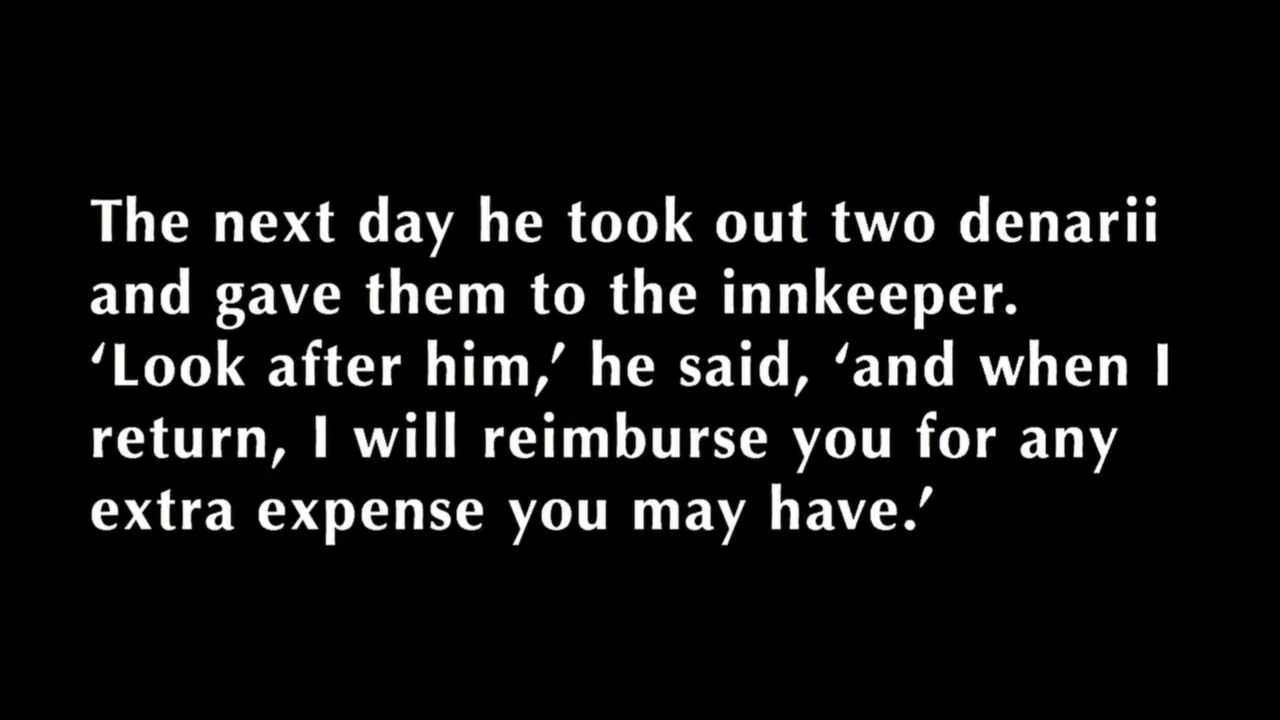 The next day he took out two denarii
and gave them to the innkeeper.
‘Look after him,’ he said, ‘and when I
return, I will reimburse you for any
extra expense you may have.’